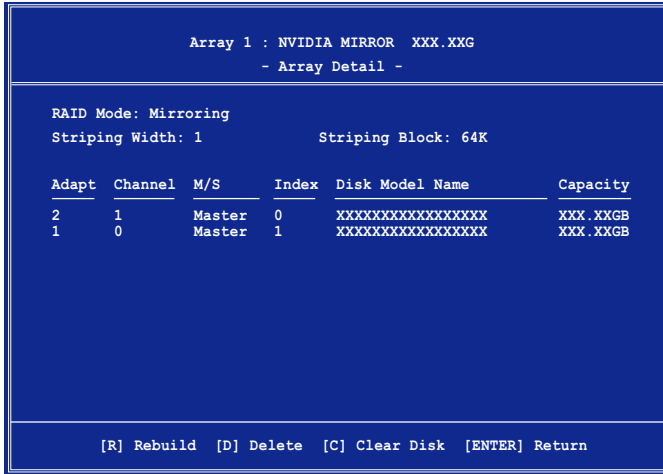 Array 1 : NVIDIA MIRROR XXX.XXG
- Array Detail -
RAID Mode: Mirroring
Striping Width: 1 Striping Block: 64K
Adapt Channel M/S Index Disk Model Name Capacity
2 1 Master 0 XXXXXXXXXXXXXXXXX XXX.XXGB
1 0 Master 1 XXXXXXXXXXXXXXXXX XXX.XXGB
[R] Rebuild [D] Delete [C] Clear Disk [ENTER] Return